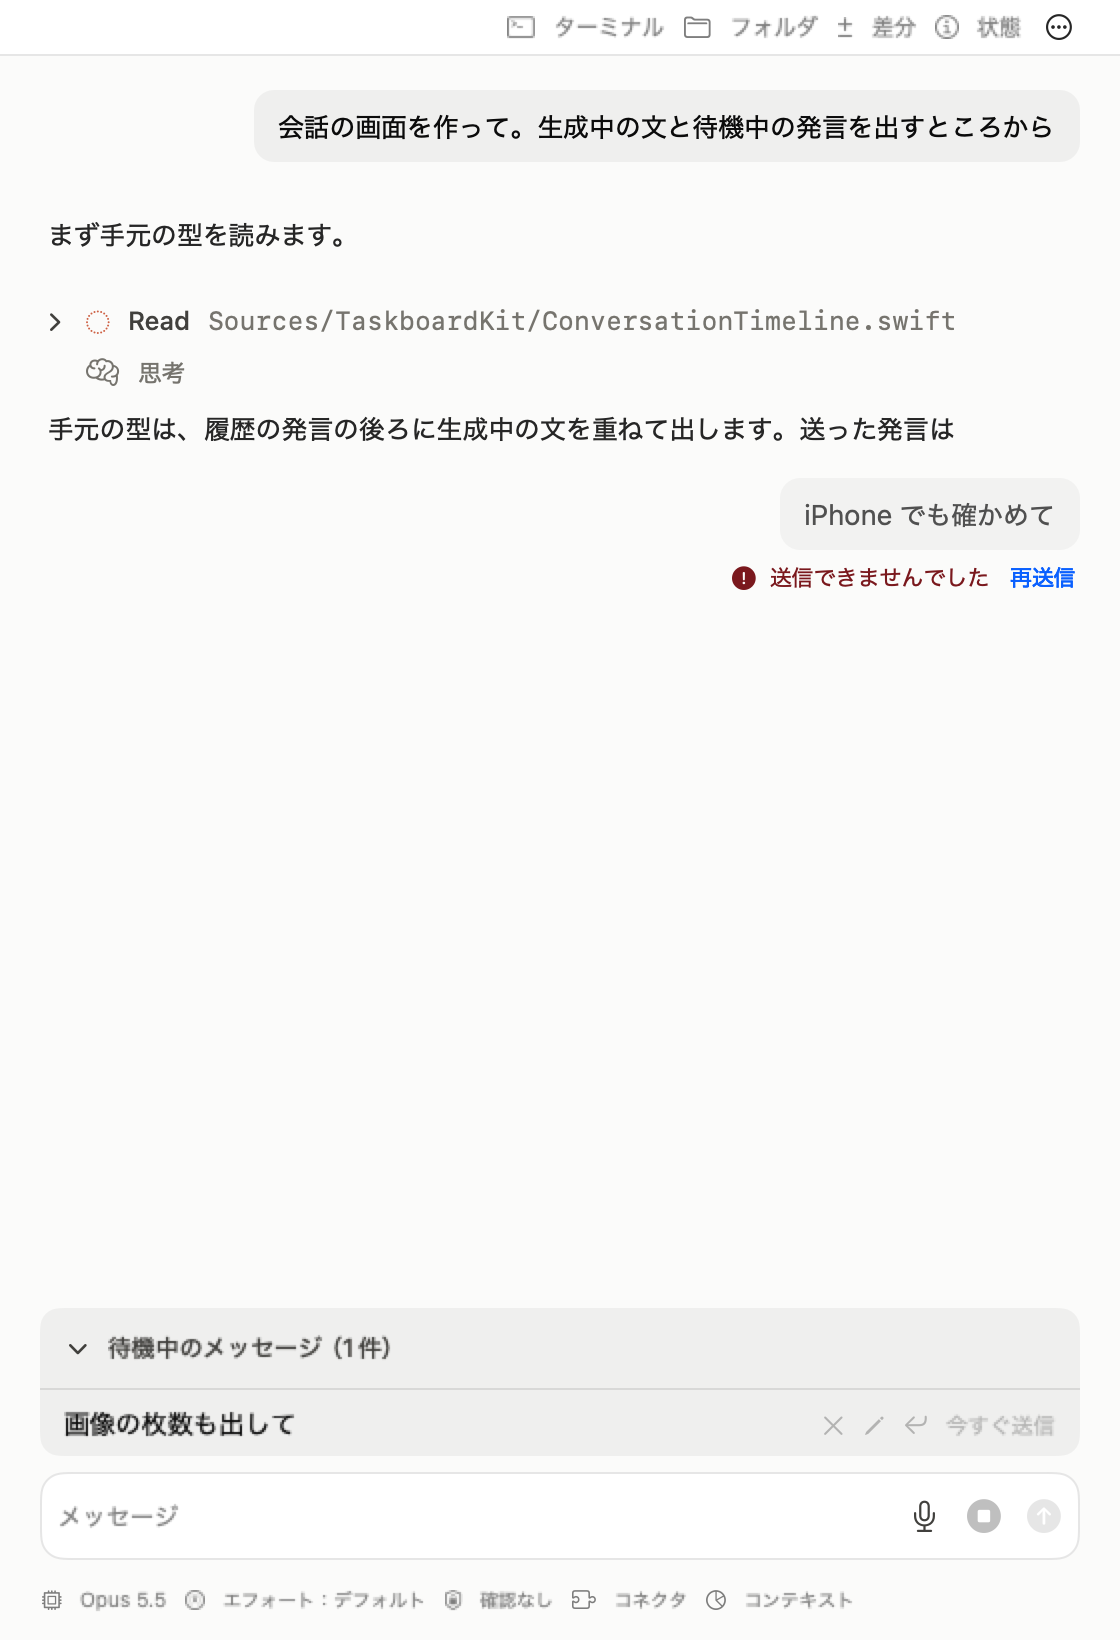 ターミナル フォルダ 差分 状態
会話の画面を作って。生成中の文と待機中の発言を出すところから
まず手元の型を読みます。
Read Sources/TaskboardKit/ConversationTimeline.swift
思考
手元の型は、履歴の発言の後ろに生成中の文を重ねて出します。送った発言は
iPhone でも確かめて
送信できませんでした 再送信
待機中のメッセージ（1件）
画像の枚数も出して 今すぐ送信
メッセージ
Opus 5.5 エフォート：デフォルト 確認なし コネクタ コンテキスト